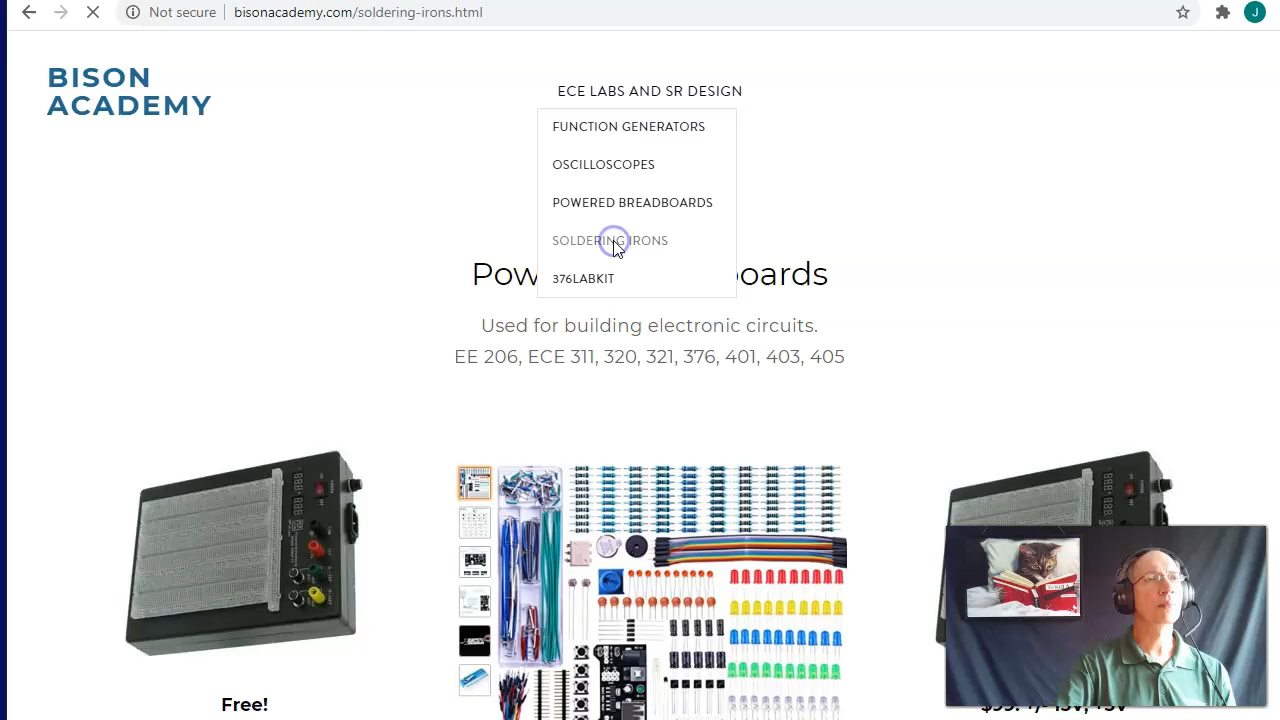 Not secure
bisonacademy.com/soldering-irons.html
J
BISON
ACADEMY
ECE LABS AND SR DESIGN
FUNCTION GENERATORS
OSCILLOSCOPES
POWERED BREADBOARDS
SOLDERING IRONS
376LABKIT
Pow boards
Used for building electronic circuits.
EE 206, ECE 311, 320, 321, 376, 401, 403, 405
Free!